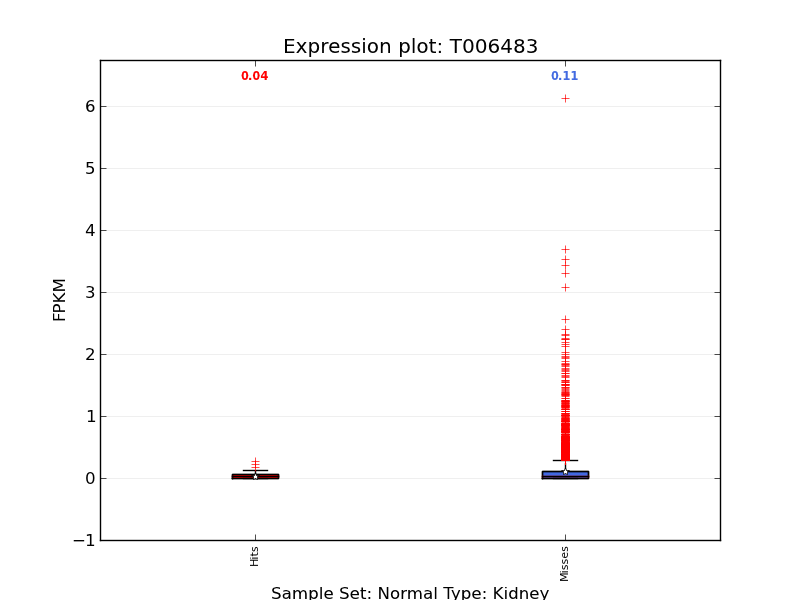 Expression plot: T006483
0.04
0.11
6
5
4
3
2
1
0
−1
FPKM
Hits
Misses
Sample Set: Normal Type: Kidney